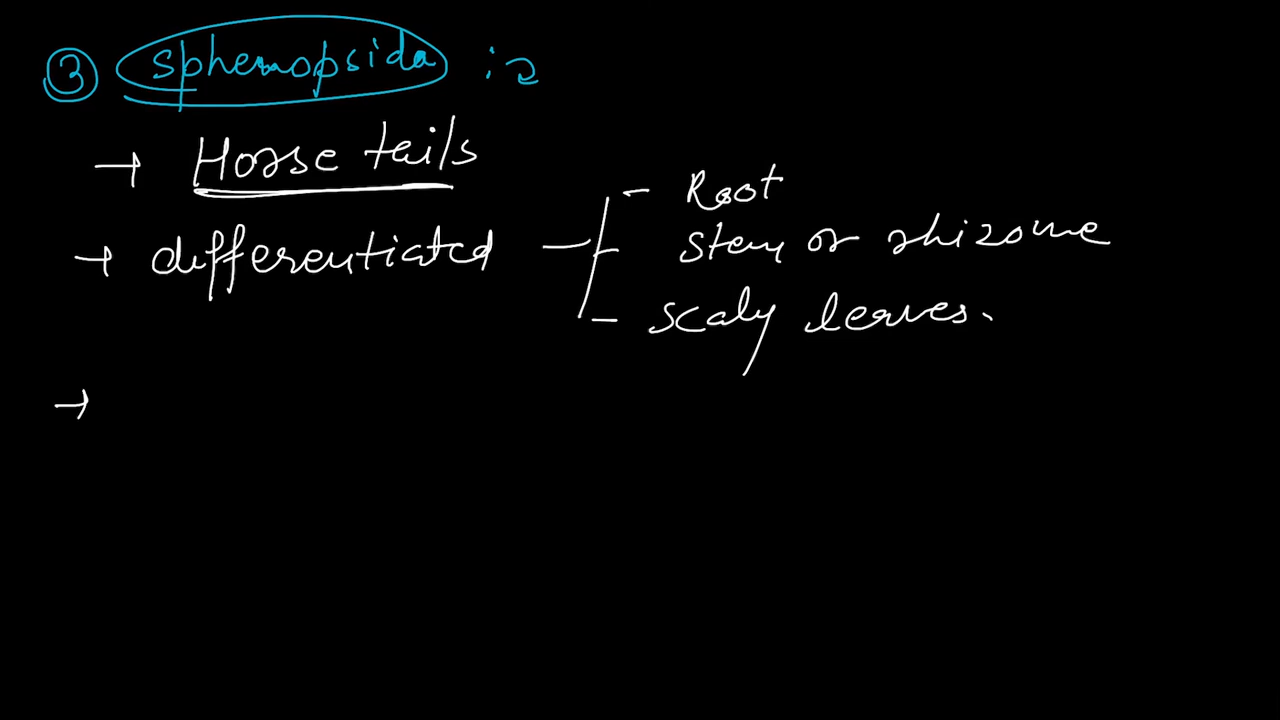 ③ Sphenopsida :-
→ Horse tails
→ differentiated - Root
stem or rhizome
- scaly leaves.
→